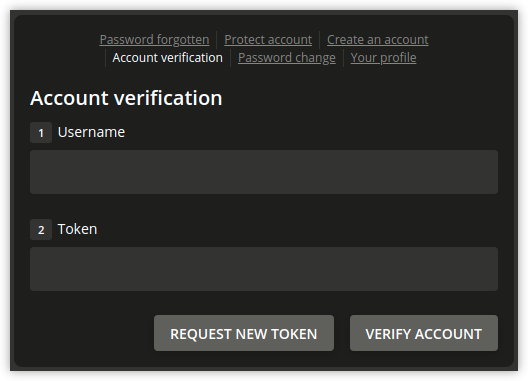 Password forgotten Protect account Create an account
Account verification Password change Your profile
Account verification
1 Username
2 Token
REQUEST NEW TOKEN VERIFY ACCOUNT